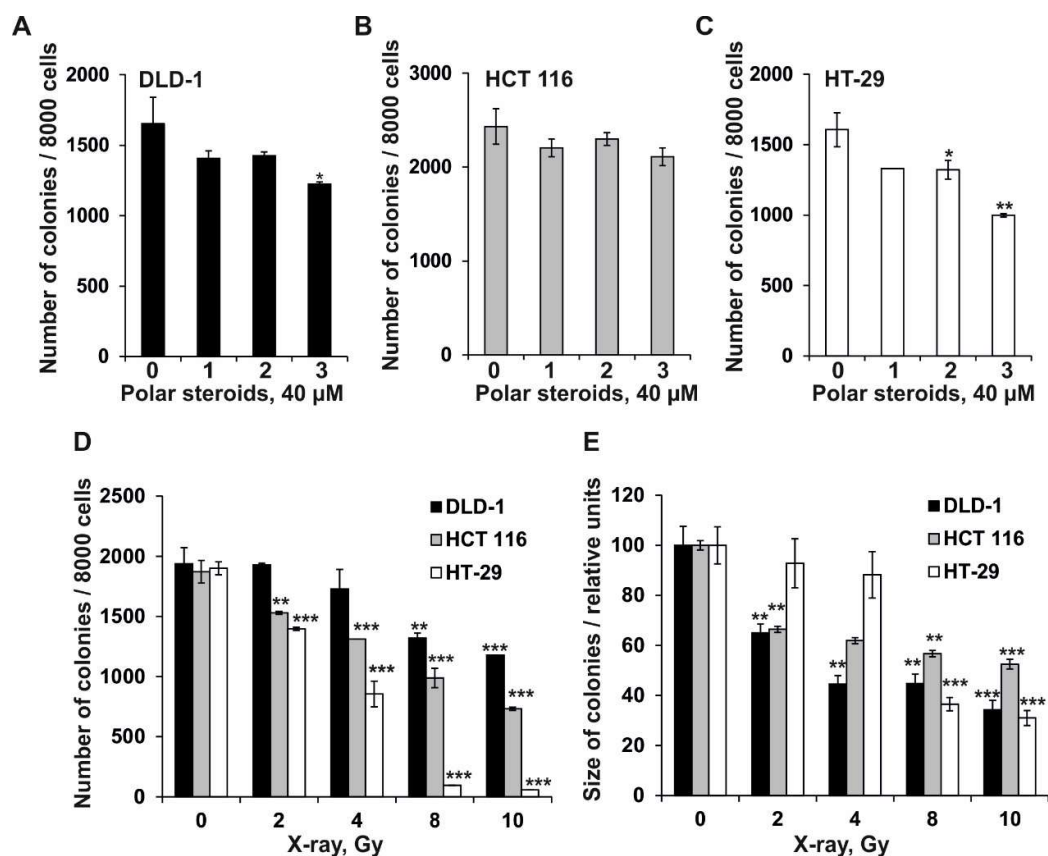 A
Number of colonies / 8000 cells
2000
1500
1000
500
0
DLD-1
*
0 1 2 3
Polar steroids, 40 µM
B
Number of colonies / 8000 cells
3000
2000
1000
0
HCT 116
0 1 2 3
Polar steroids, 40 µM
C
Number of colonies / 8000 cells
2000
1500
1000
500
0
HT-29
*
**
0 1 2 3
Polar steroids, 40 µM
D
Number of colonies / 8000 cells
2500
2000
1500
1000
500
0
DLD-1
HCT 116
HT-29
** ***
*** ***
** *** ***
*** *** ***
0 2 4 8 10
X-ray, Gy
E
Size of colonies / relative units
120
100
80
60
40
20
0
DLD-1
HCT 116
HT-29
** **
**
** ** ***
*** *** ***
0 2 4 8 10
X-ray, Gy